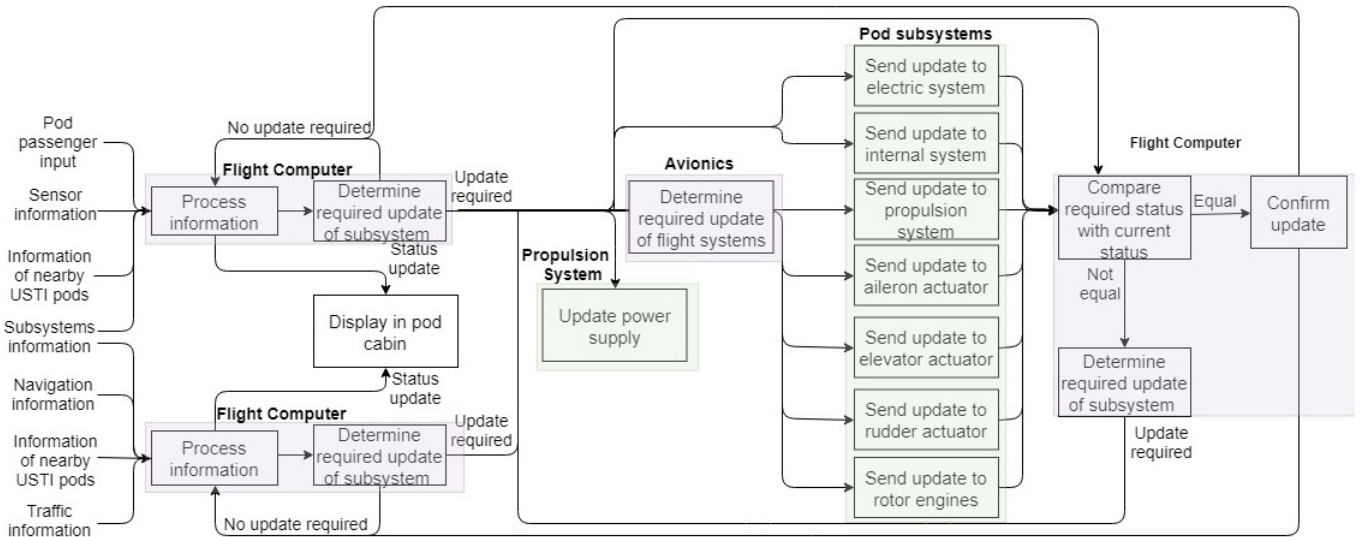 Pod subsystems
Send update to
electric system
Pod
passenger
input
No update required
Send update to
internal system
Flight Computer
Flight Computer
Update
required
Avionics
Sensor
information
Process
information
Determine
required update
of subsystem
Determine
required update
of flight systems
Send update to
propulsion
system
Compare
required status
with current
status
Equal
Confirm
update
Status
update
Propulsion
System
Information
of nearby
USTI pods
Send update to
aileron actuator
Not
equal
Subsystems
information
Display in pod
cabin
Update power
supply
Send update to
elevator actuator
Determine
required update
of subsystem
Navigation
information
Status
update
Flight Computer
Update
required
Send update to
rudder actuator
Update
required
Information
of nearby
USTI pods
Process
information
Determine
required update
of subsystem
Send update to
rotor engines
Traffic
information
No update required